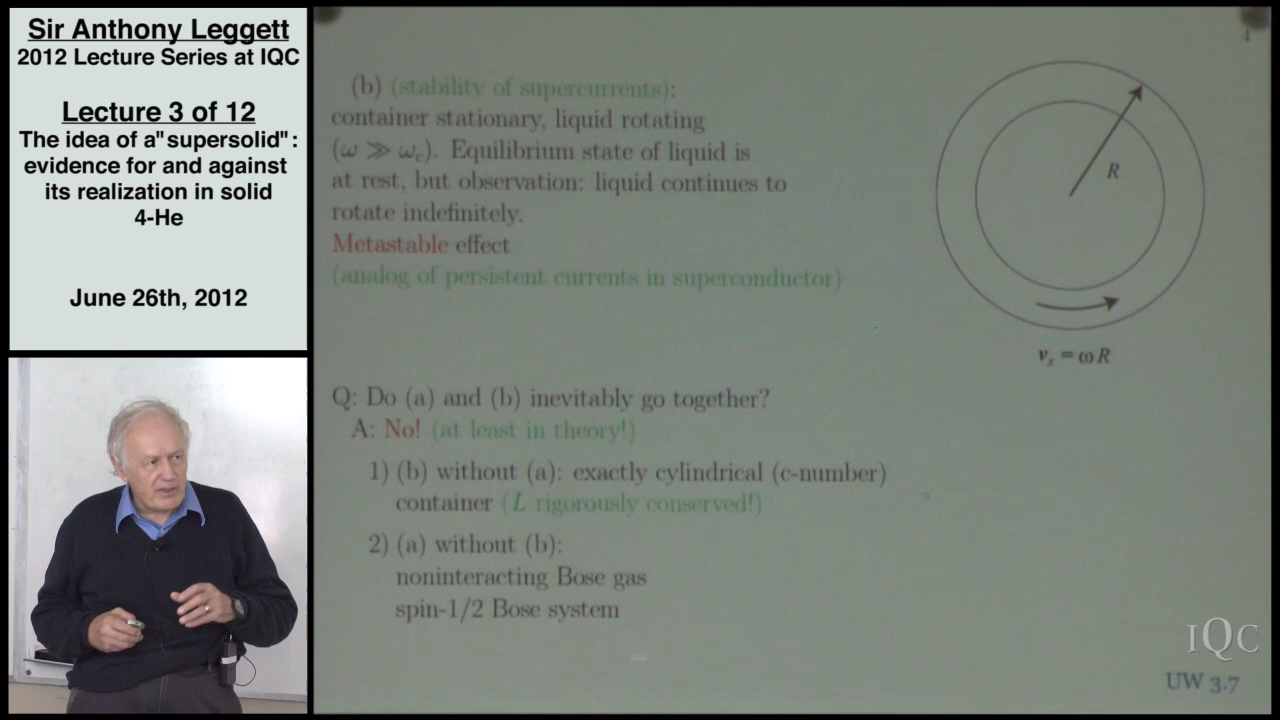 Sir Anthony Leggett
2012 Lecture Series at IQC
Lecture 3 of 12
The idea of a"supersolid":
evidence for and against
its realization in solid
4-He
June 26th, 2012
4
(b) (stability of supercurrents):
container stationary, liquid rotating
(ω ≫ ω_c). Equilibrium state of liquid is
at rest, but observation: liquid continues to
rotate indefinitely.
Metastable effect
(analog of persistent currents in superconductor)
R
v_s = ω R
Q: Do (a) and (b) inevitably go together?
A: No! (at least in theory!)
1) (b) without (a): exactly cylindrical (c-number)
container (L rigorously conserved!)
2) (a) without (b):
noninteracting Bose gas
spin-1/2 Bose system
IQC
UW 3.7